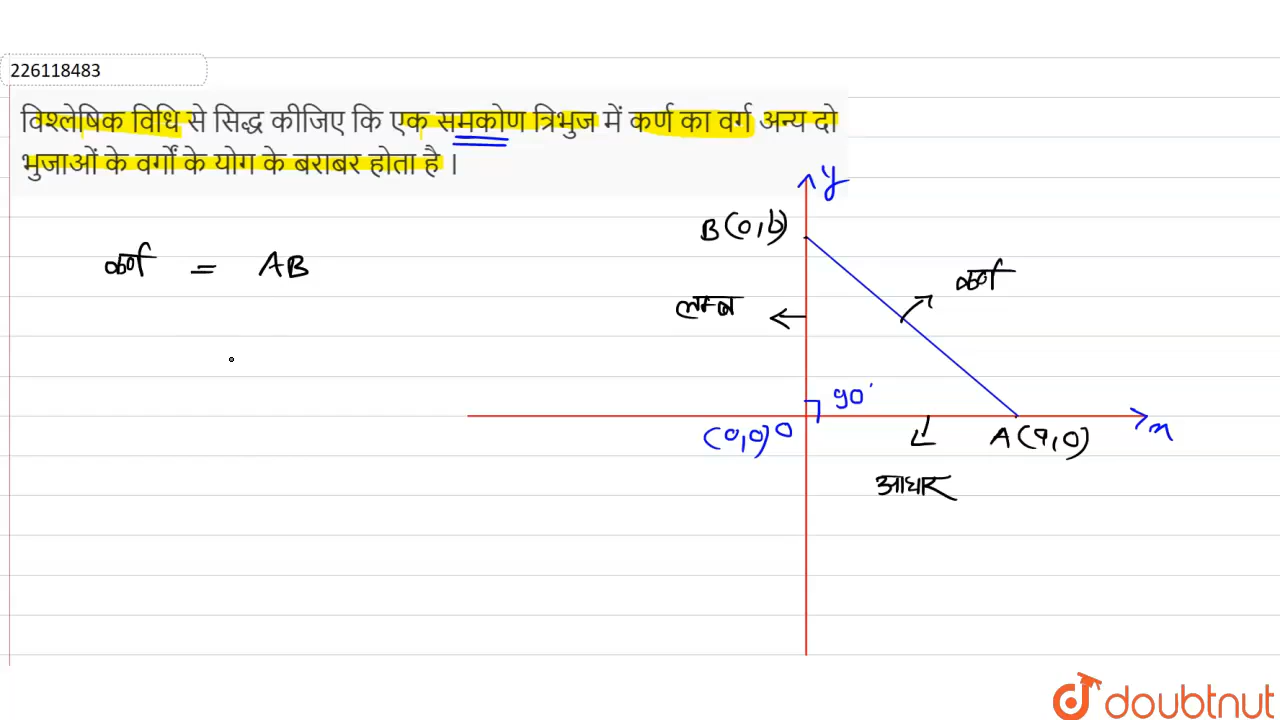 226118483
विश्लेषिक विधि से सिद्ध कीजिए कि एक समकोण त्रिभुज में कर्ण का वर्ग अन्य दो
भुजाओं के वर्गों के योग के बराबर होता है ।
y
B(0,b)
कर्ण = AB
कर्ण
लम्ब
90°
(0,0) O
A(a,0)
x
आधार
doubtnut